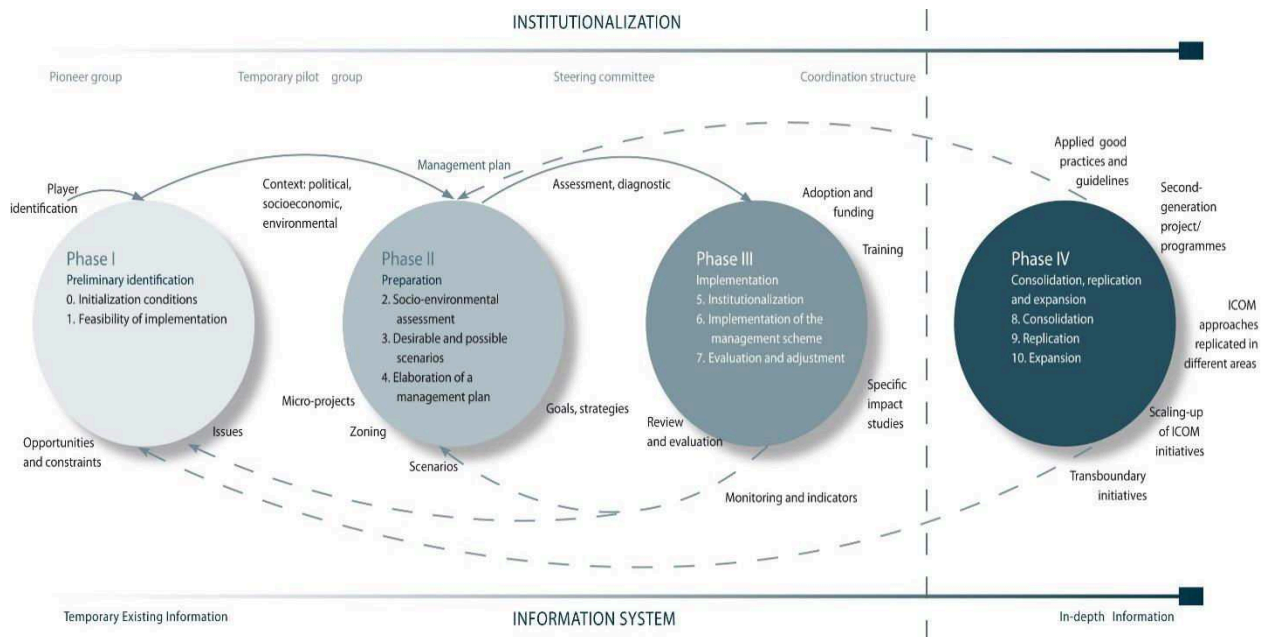 INSTITUTIONALIZATION
Pioneer group
Temporary pilot group
Steering committee
Coordination structure
Player
identification
Context: political,
socioeconomic,
environmental
Management plan
Assessment, diagnostic
Adoption and
funding
Training
Applied good
practices and
guidelines
Second-
generation
project/
programmes
Phase I
Preliminary identification
0. Initialization conditions
1. Feasibility of implementation
Phase II
Preparation
2. Socio-environmental
assessment
3. Desirable and possible
scenarios
4. Elaboration of a
management plan
Phase III
Implementation
5. Institutionalization
6. Implementation of the
management scheme
7. Evaluation and adjustment
Phase IV
Consolidation, replication
and expansion
8. Consolidation
9. Replication
10. Expansion
ICOM
approaches
replicated in
different areas
Opportunities
and constraints
Issues
Micro-projects
Zoning
Scenarios
Goals, strategies
Review
and evaluation
Specific
impact
studies
Monitoring and indicators
Scaling-up
of ICOM
initiatives
Transboundary
initiatives
Temporary Existing Information
INFORMATION SYSTEM
In-depth Information